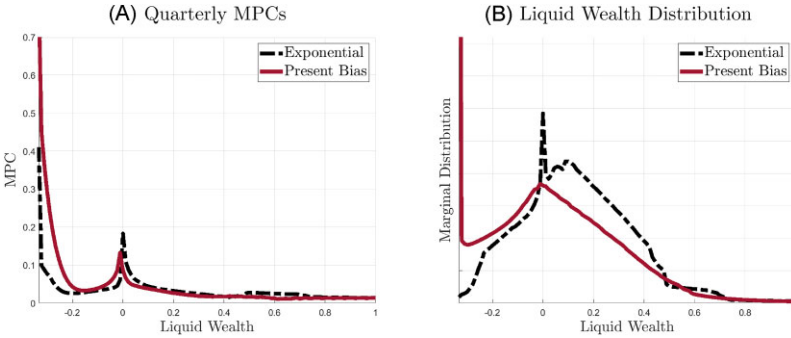 (A) Quarterly MPCs
0.7
0.6
0.5
0.4
0.3
0.2
0.1
0
MPC
Exponential
Present Bias
-0.2 0 0.2 0.4 0.6 0.8 1
Liquid Wealth
(B) Liquid Wealth Distribution
Marginal Distribution
Exponential
Present Bias
-0.2 0 0.2 0.4 0.6 0.8
Liquid Wealth